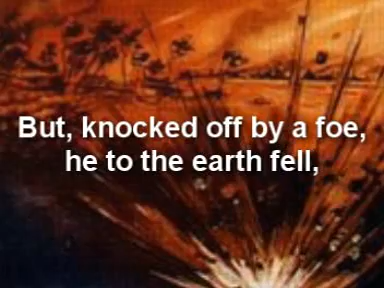 But, knocked off by a foe,
he to the earth fell,